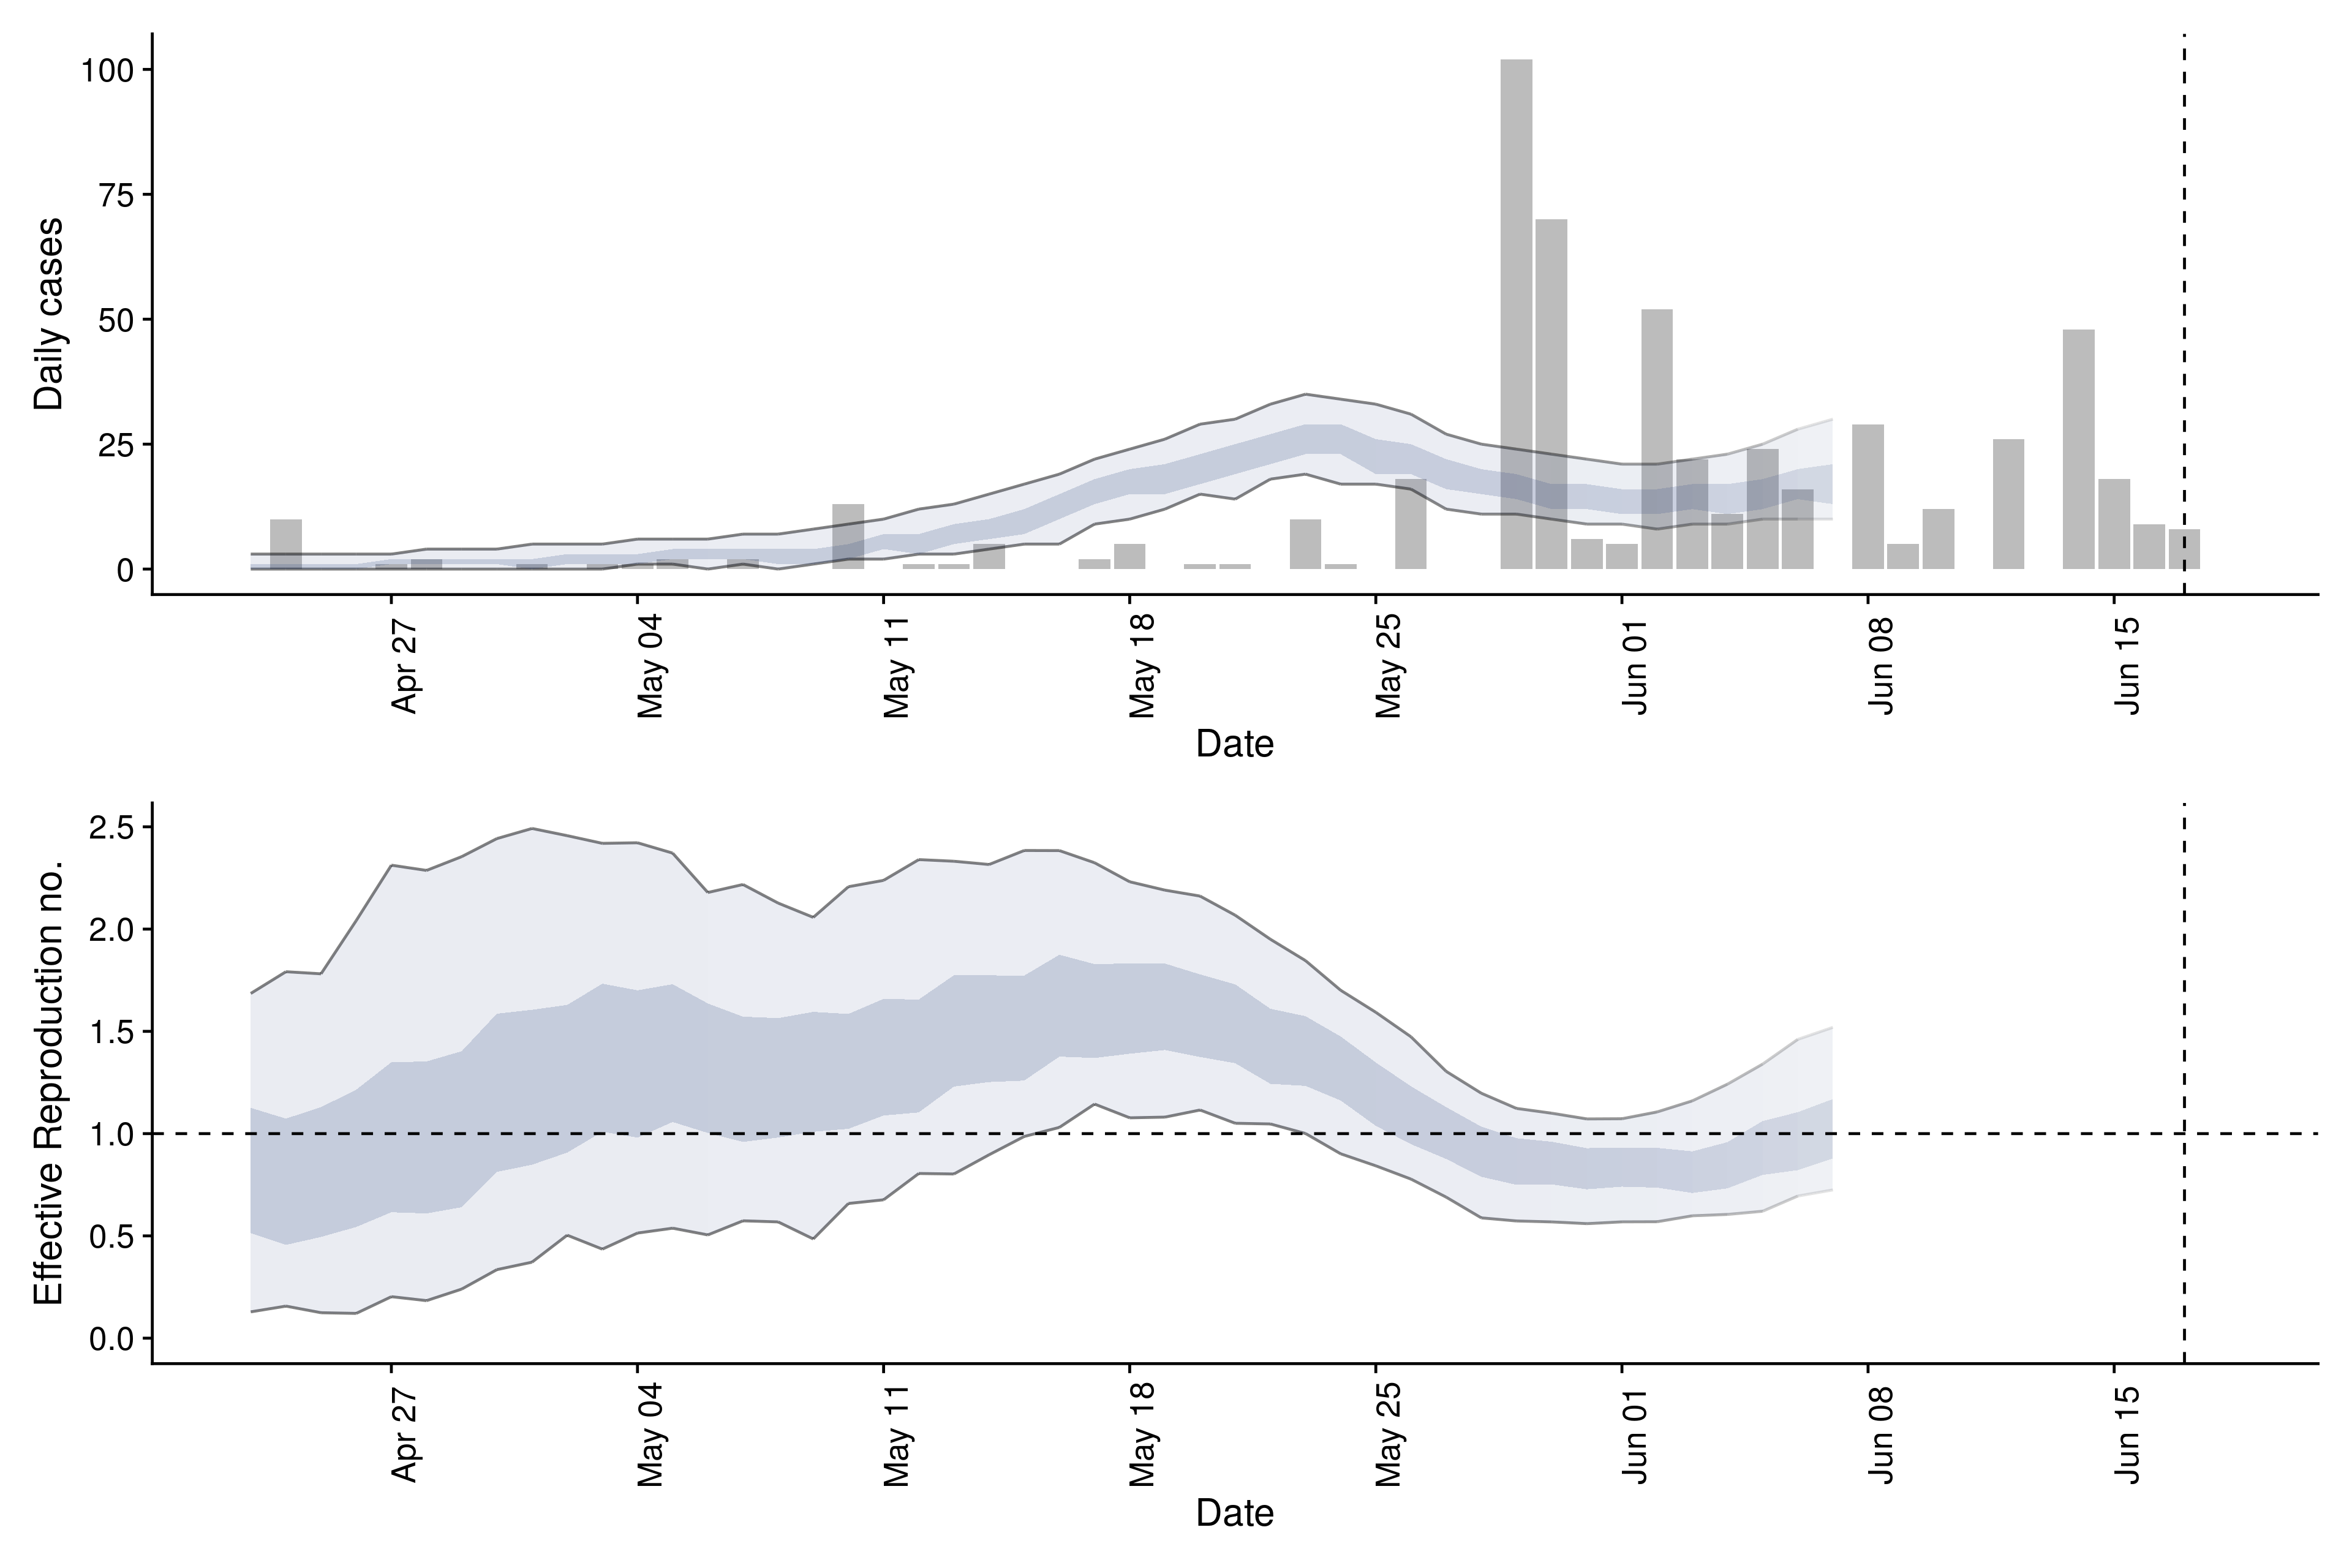 Daily cases
100
75
50
25
0
Apr 27
May 04
May 11
May 18
May 25
Jun 01
Jun 08
Jun 15
Date
Effective Reproduction no.
2.5
2.0
1.5
1.0
0.5
0.0
Apr 27
May 04
May 11
May 18
May 25
Jun 01
Jun 08
Jun 15
Date